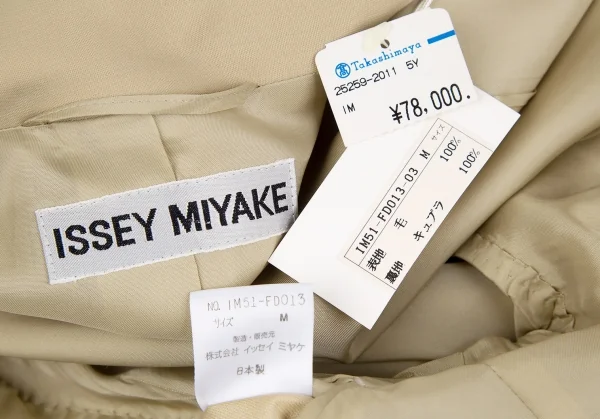 高 Takashimaya
25259-2011 5Y
IM
¥78,000.
IM51-FD013-03 M サイズ
表地 毛 100%
裏地 キュプラ 100%
ISSEY MIYAKE
NO. IM51-FD013
サイズ M
製造・販売元
株式会社 イッセイ ミヤケ
日本製